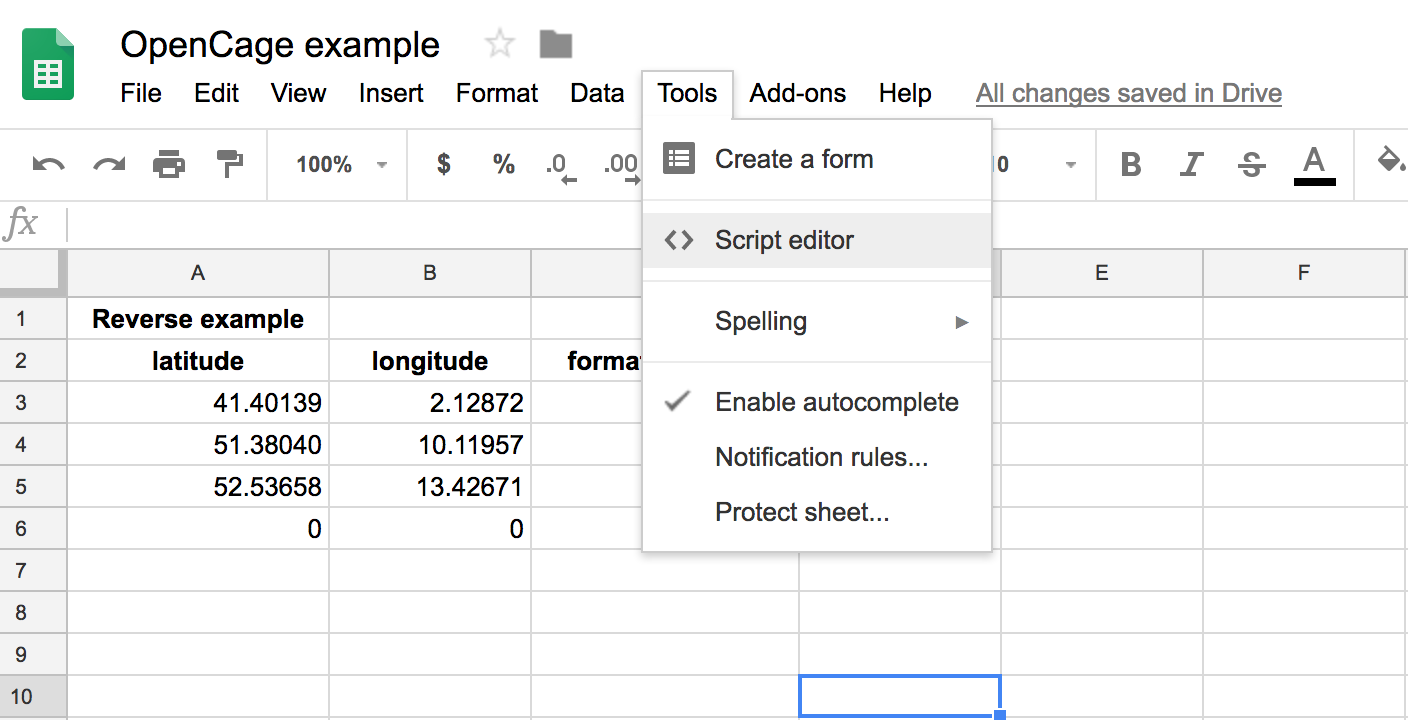 OpenCage example
File Edit View Insert Format Data Tools Add-ons Help All changes saved in Drive
100% $ % .0 .00 B I S A
Create a form
Script editor
Spelling
Enable autocomplete
Notification rules...
Protect sheet...
fx
A B E F
1 Reverse example
2 latitude longitude
3 41.40139 2.12872
4 51.38040 10.11957
5 52.53658 13.42671
6 0 0
7
8
9
10